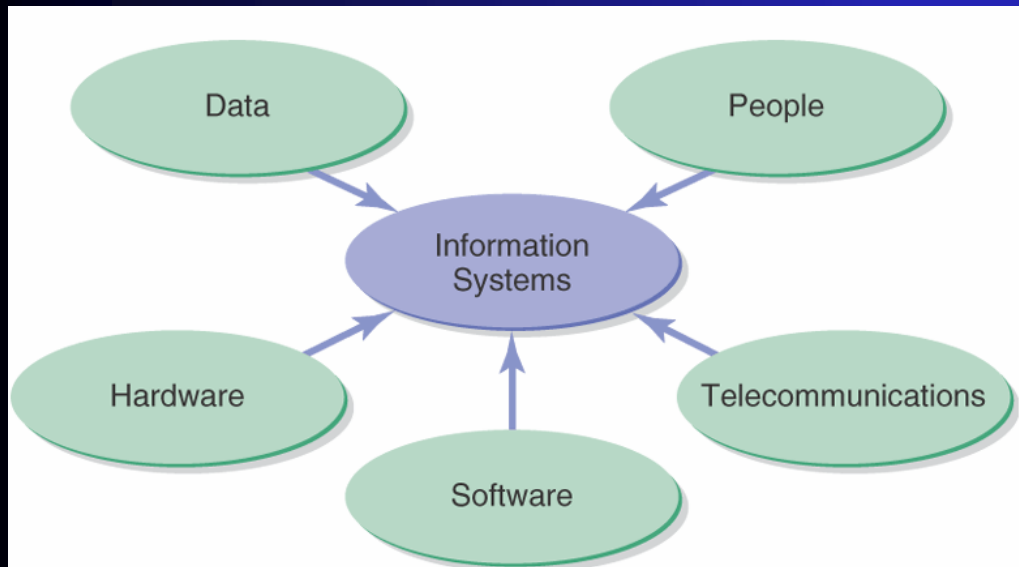 Data
People
Information
Systems
Hardware
Telecommunications
Software